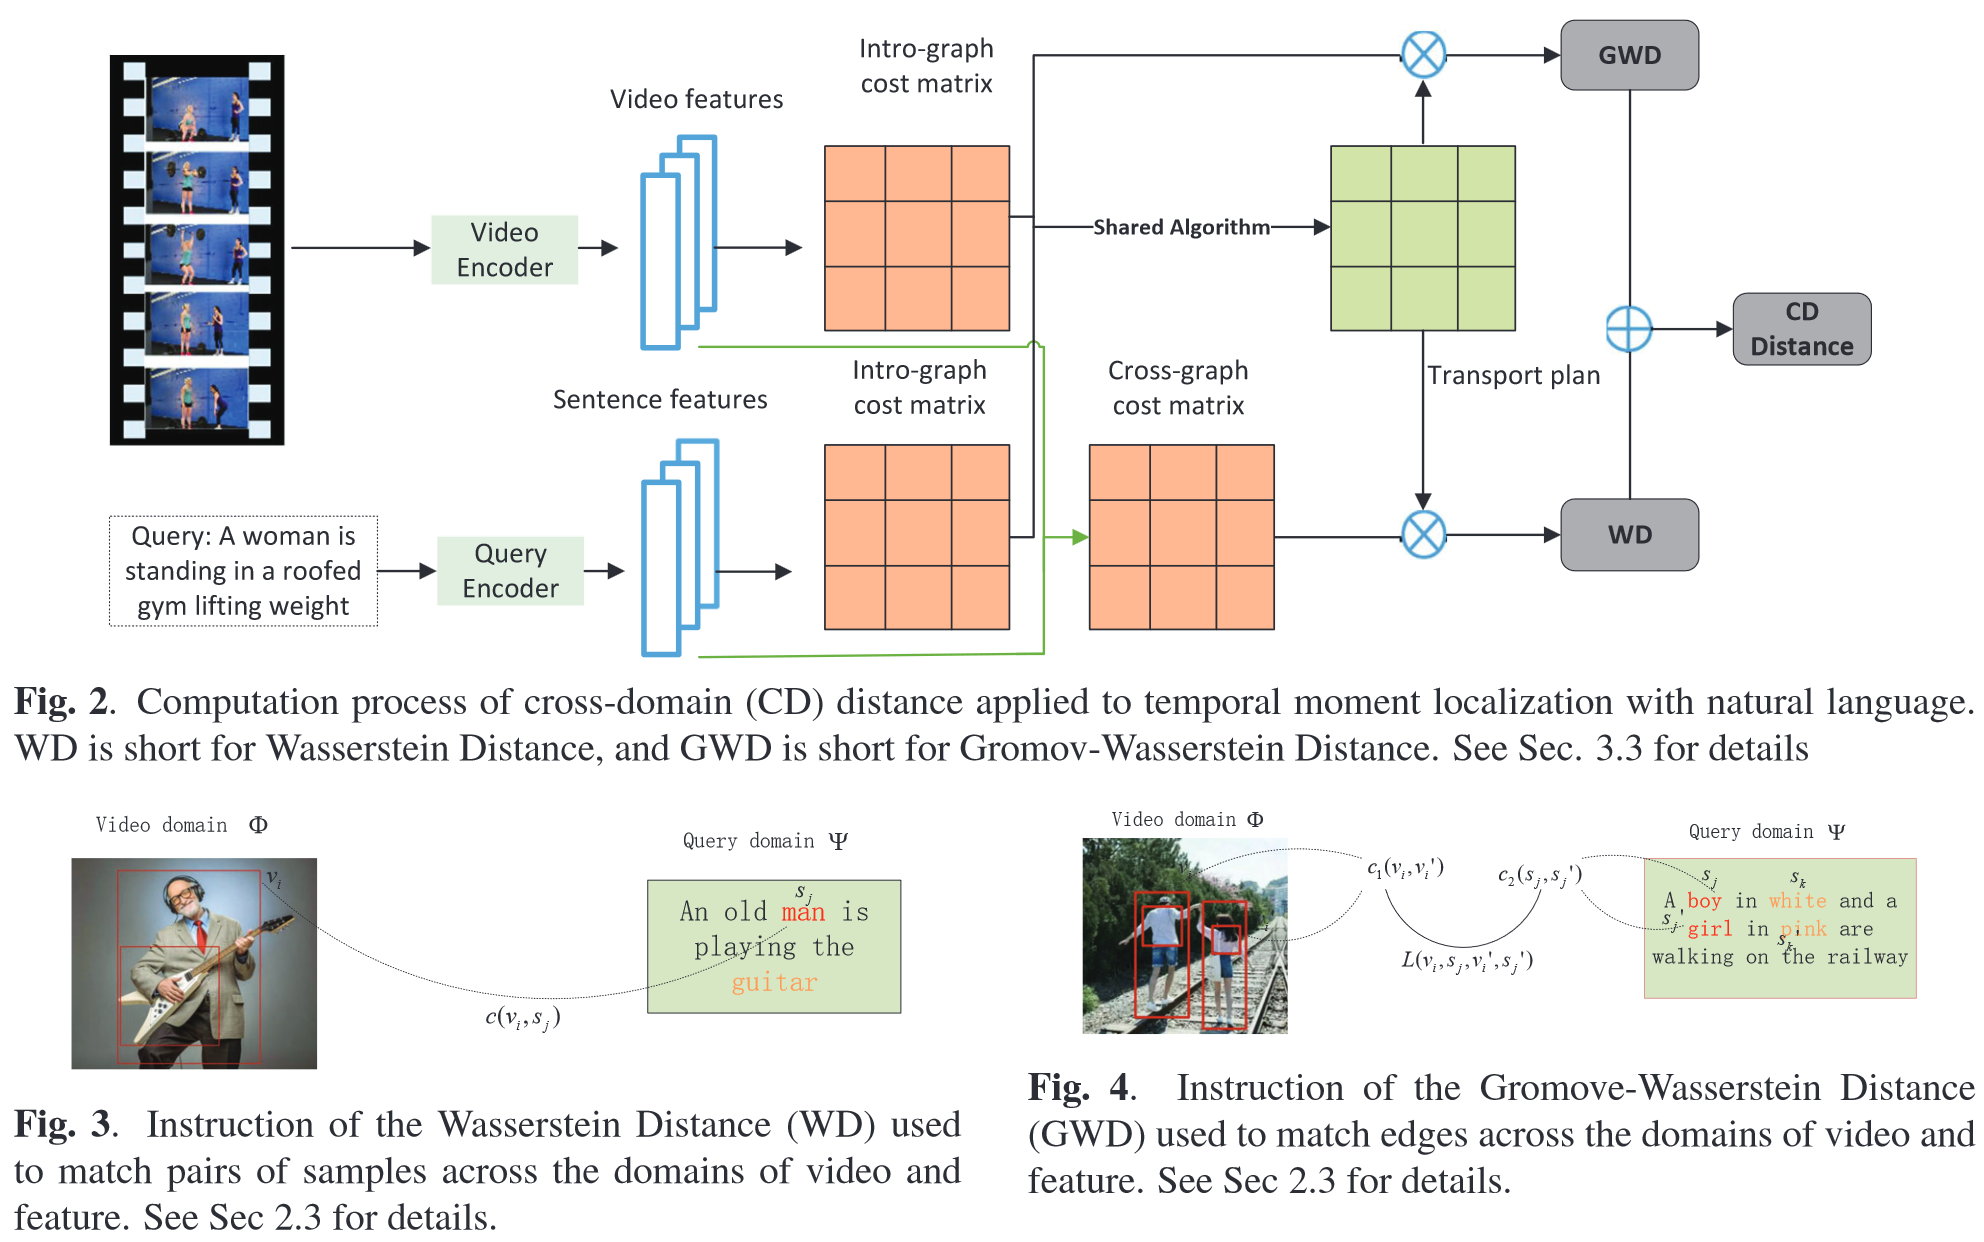 Intro-graph
cost matrix
GWD
Video features
Video
Encoder
Shared Algorithm
CD
Distance
Intro-graph
cost matrix
Cross-graph
cost matrix
Transport plan
Sentence features
Query: A woman is
standing in a roofed
gym lifting weight
Query
Encoder
WD
Fig. 2. Computation process of cross-domain (CD) distance applied to temporal moment localization with natural language.
WD is short for Wasserstein Distance, and GWD is short for Gromov-Wasserstein Distance. See Sec. 3.3 for details
Video domain Φ
Query domain Ψ
v_i
s_j
An old man is
playing the
guitar
c(v_i, s_j)
Fig. 3. Instruction of the Wasserstein Distance (WD) used
to match pairs of samples across the domains of video and
feature. See Sec 2.3 for details.
Video domain Φ
Query domain Ψ
c_1(v_i, v_i')
c_2(s_j, s_j')
L(v_i, s_j, v_i', s_j')
s_j
s_k
A boy in white and a
s_j'
girl in pink are
s_k'
walking on the railway
Fig. 4. Instruction of the Gromove-Wasserstein Distance
(GWD) used to match edges across the domains of video and
feature. See Sec 2.3 for details.